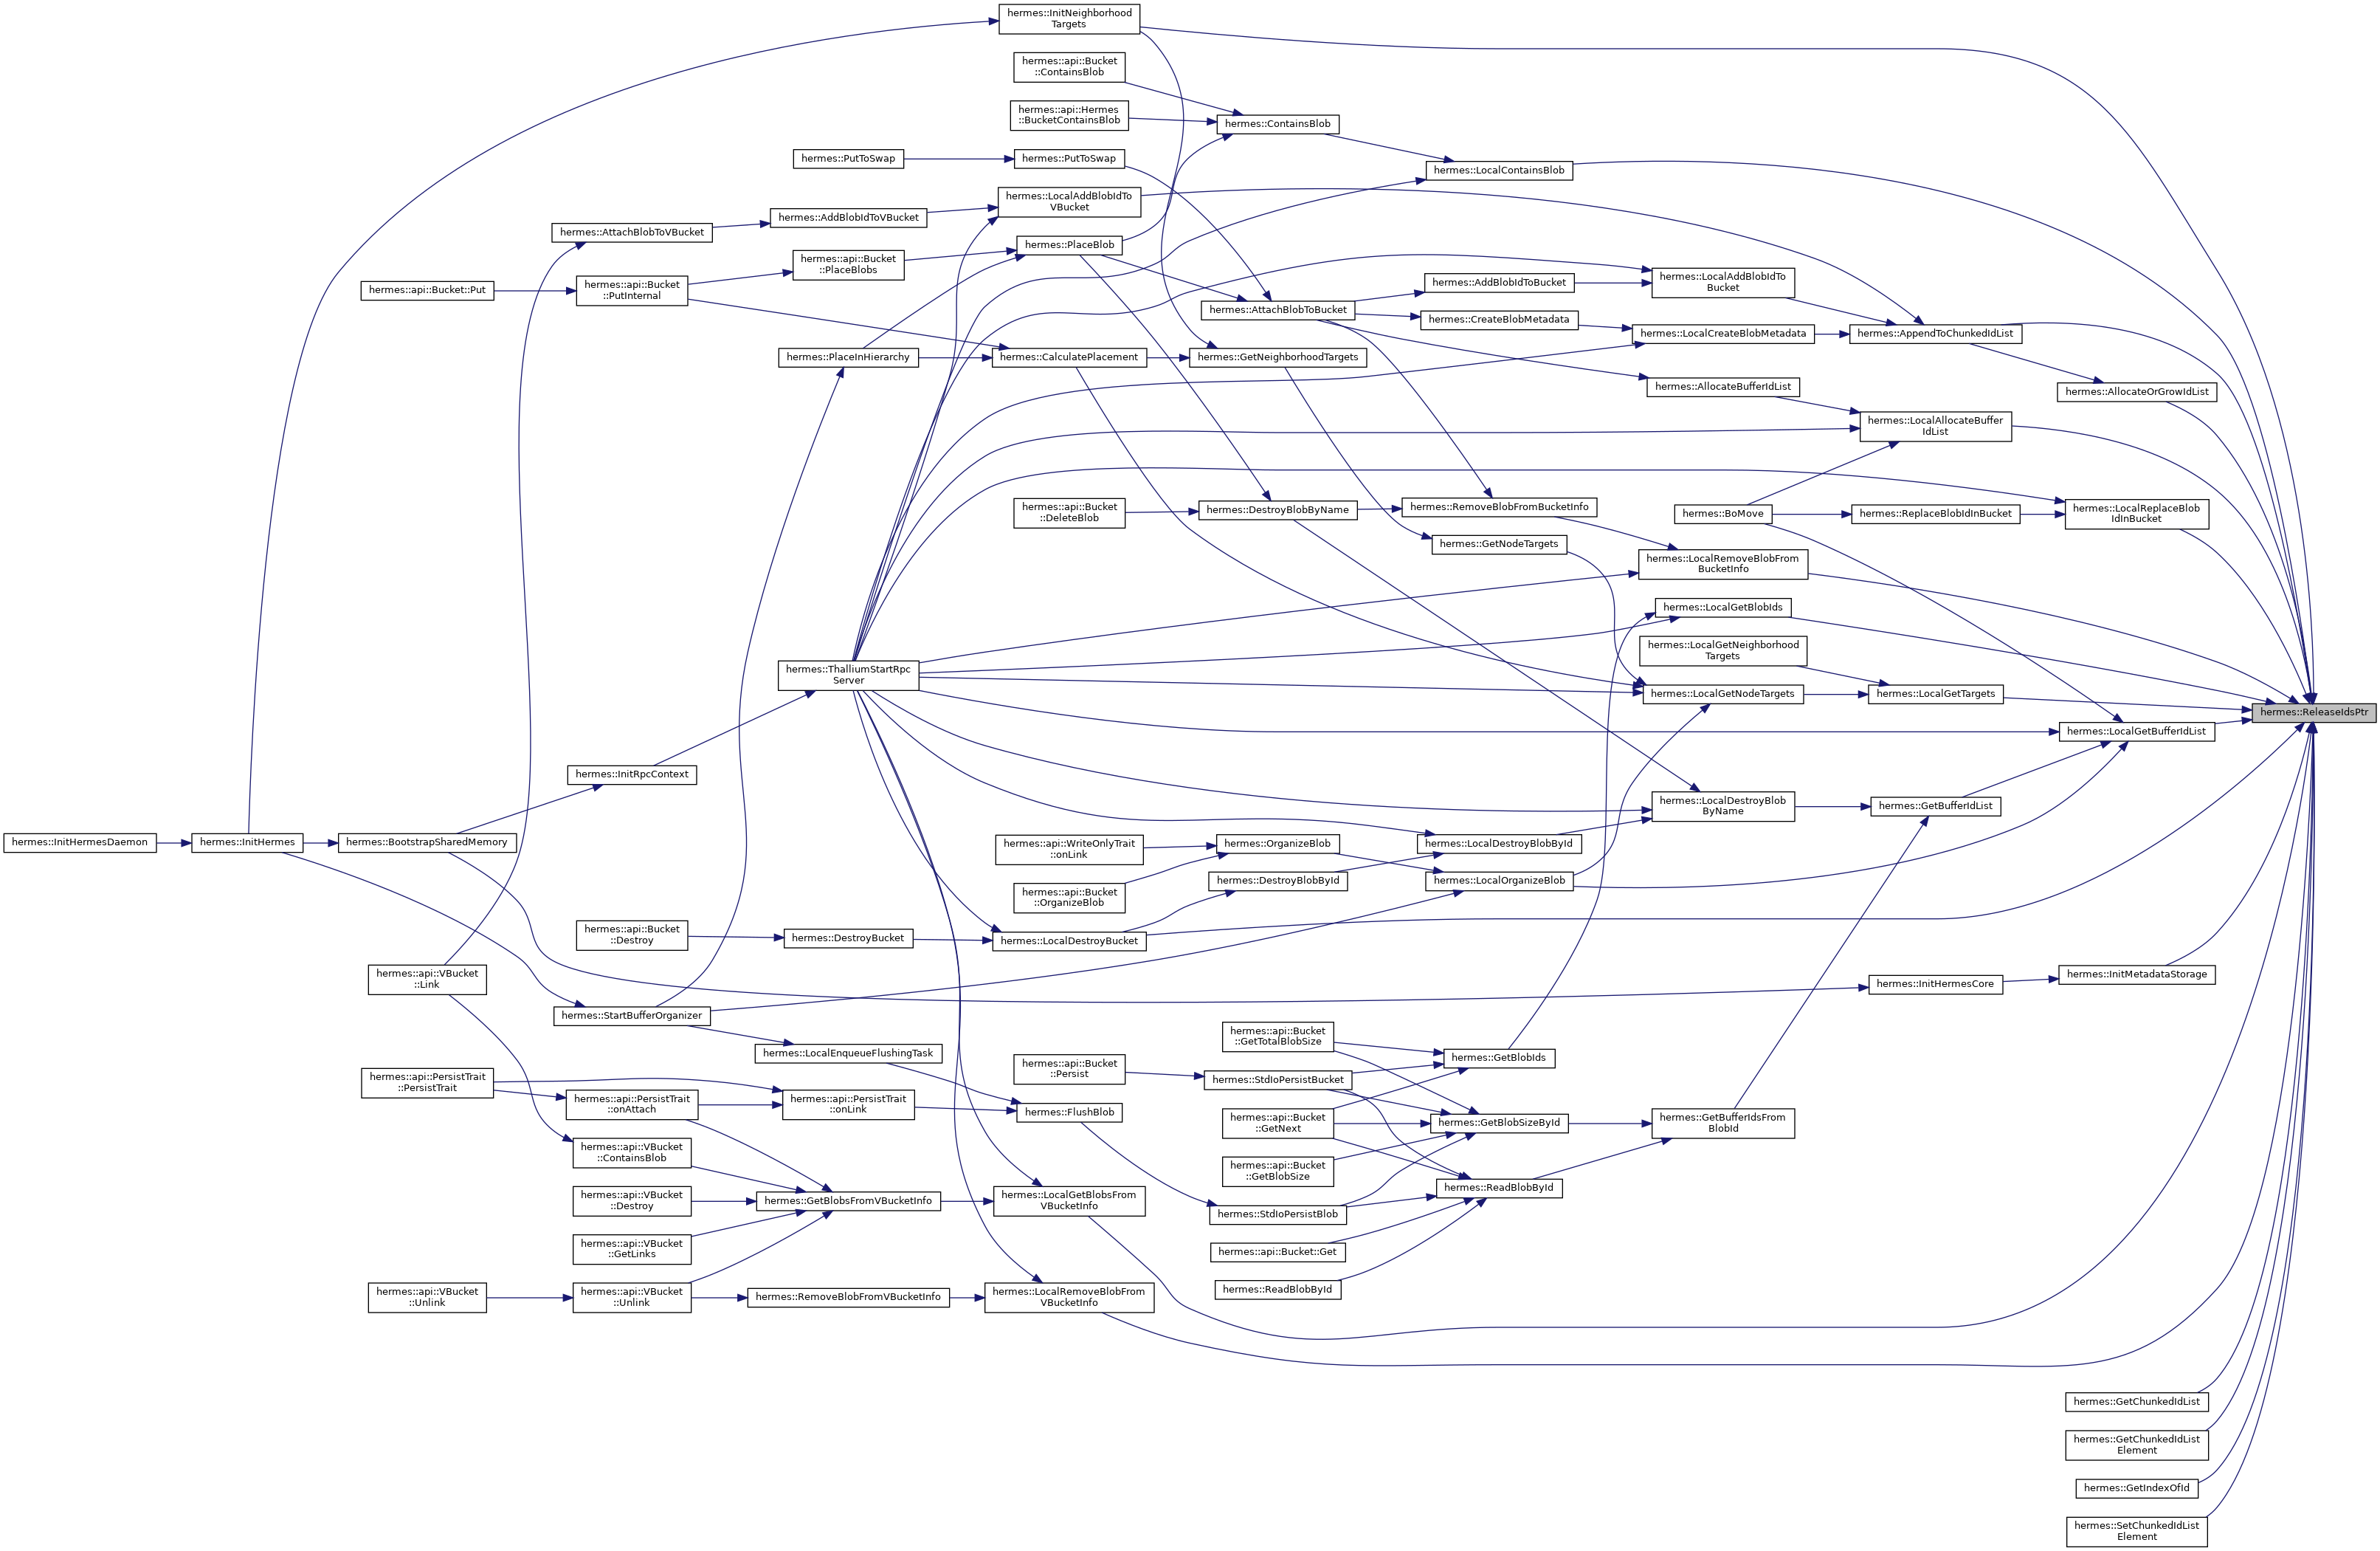 hermes::InitNeighborhood
Targets
hermes::api::Bucket
::ContainsBlob
hermes::api::Hermes
::BucketContainsBlob
hermes::ContainsBlob
hermes::PutToSwap
hermes::PutToSwap
hermes::LocalContainsBlob
hermes::LocalAddBlobIdTo
VBucket
hermes::AddBlobIdToVBucket
hermes::AttachBlobToVBucket
hermes::PlaceBlob
hermes::api::Bucket
::PlaceBlobs
hermes::api::Bucket::Put
hermes::api::Bucket
::PutInternal
hermes::AddBlobIdToBucket
hermes::LocalAddBlobIdTo
Bucket
hermes::AttachBlobToBucket
hermes::CreateBlobMetadata
hermes::LocalCreateBlobMetadata
hermes::AppendToChunkedIdList
hermes::PlaceInHierarchy
hermes::CalculatePlacement
hermes::GetNeighborhoodTargets
hermes::AllocateBufferIdList
hermes::AllocateOrGrowIdList
hermes::LocalAllocateBuffer
IdList
hermes::api::Bucket
::DeleteBlob
hermes::DestroyBlobByName
hermes::RemoveBlobFromBucketInfo
hermes::BoMove
hermes::ReplaceBlobIdInBucket
hermes::LocalReplaceBlob
IdInBucket
hermes::GetNodeTargets
hermes::LocalRemoveBlobFrom
BucketInfo
hermes::LocalGetBlobIds
hermes::LocalGetNeighborhood
Targets
hermes::ThalliumStartRpc
Server
hermes::LocalGetNodeTargets
hermes::LocalGetTargets
hermes::ReleaseIdsPtr
hermes::LocalGetBufferIdList
hermes::InitRpcContext
hermes::LocalDestroyBlob
ByName
hermes::GetBufferIdList
hermes::InitHermesDaemon
hermes::InitHermes
hermes::BootstrapSharedMemory
hermes::api::WriteOnlyTrait
::onLink
hermes::OrganizeBlob
hermes::LocalDestroyBlobById
hermes::api::Bucket
::OrganizeBlob
hermes::DestroyBlobById
hermes::LocalOrganizeBlob
hermes::api::Bucket
::Destroy
hermes::DestroyBucket
hermes::LocalDestroyBucket
hermes::api::VBucket
::Link
hermes::InitHermesCore
hermes::InitMetadataStorage
hermes::StartBufferOrganizer
hermes::api::Bucket
::GetTotalBlobSize
hermes::LocalEnqueueFlushingTask
hermes::GetBlobIds
hermes::api::Bucket
::Persist
hermes::StdIoPersistBucket
hermes::api::PersistTrait
::PersistTrait
hermes::api::PersistTrait
::onAttach
hermes::api::PersistTrait
::onLink
hermes::FlushBlob
hermes::api::Bucket
::GetNext
hermes::GetBlobSizeById
hermes::GetBufferIdsFrom
BlobId
hermes::api::VBucket
::ContainsBlob
hermes::api::Bucket
::GetBlobSize
hermes::api::VBucket
::Destroy
hermes::GetBlobsFromVBucketInfo
hermes::LocalGetBlobsFrom
VBucketInfo
hermes::ReadBlobById
hermes::StdIoPersistBlob
hermes::api::VBucket
::GetLinks
hermes::api::Bucket::Get
hermes::ReadBlobById
hermes::api::VBucket
::Unlink
hermes::api::VBucket
::Unlink
hermes::RemoveBlobFromVBucketInfo
hermes::LocalRemoveBlobFrom
VBucketInfo
hermes::GetChunkedIdList
hermes::GetChunkedIdList
Element
hermes::GetIndexOfId
hermes::SetChunkedIdList
Element